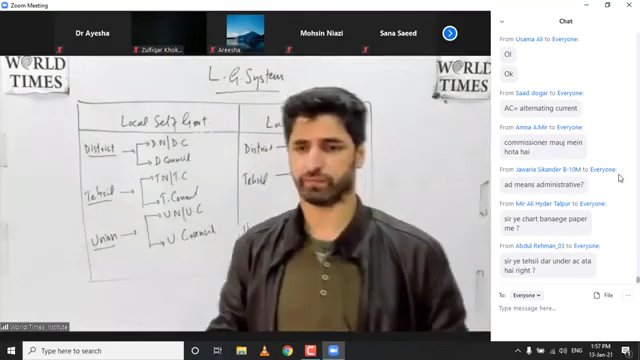 Zoom Meeting
Dr Ayesha
Zulfiqar Khok...
Areesha
Mohsin Niazi
Sana Saeed
Chat
From Usama Ali to Everyone:
Ol
Ok
From Saad dogar to Everyone:
AC= alternating current
From Amna A.Mir to Everyone:
commissioner mauj mein
hota hai
From Jawaria Sikander B-10M to Everyone:
ad means administrative?
From Mir Ali Hyder Talpur to Everyone:
sir ye chart banaege paper
me ?
From Abdul Rehman_03 to Everyone:
sir ye tehsil dar under ac ata
hai right ?
To: Everyone
File
Type message here...
WORLD
TIMES
WORLD
TIMES
L.G.System
Local Self Govt.
District
D.N/D.C
D.Council
Tehsil
T.N/T.C
T.Council
Union
U.N/U.C
U.Council
District
Tehsil
World Times Institute
Type here to search
1:57 PM
13-Jan-21